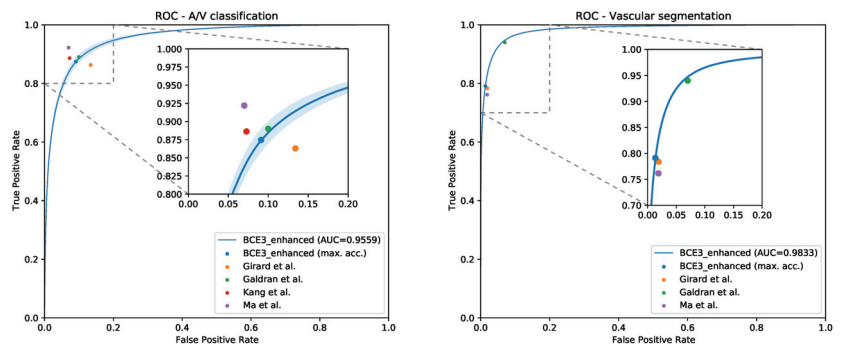 ROC - A/V classification
1.0
0.8
0.6
0.4
0.2
0.0
True Positive Rate
1.000
0.975
0.950
0.925
0.900
0.875
0.850
0.825
0.800
0.00 0.05 0.10 0.15 0.20
BCE3_enhanced (AUC=0.9559)
BCE3_enhanced (max. acc.)
Girard et al.
Galdran et al.
Kang et al.
Ma et al.
0.0 0.2 0.4 0.6 0.8 1.0
False Positive Rate
ROC - Vascular segmentation
1.0
0.8
0.6
0.4
0.2
0.0
True Positive Rate
1.00
0.95
0.90
0.85
0.80
0.75
0.70
0.00 0.05 0.10 0.15 0.20
BCE3_enhanced (AUC=0.9833)
BCE3_enhanced (max. acc.)
Girard et al.
Galdran et al.
Ma et al.
0.0 0.2 0.4 0.6 0.8 1.0
False Positive Rate